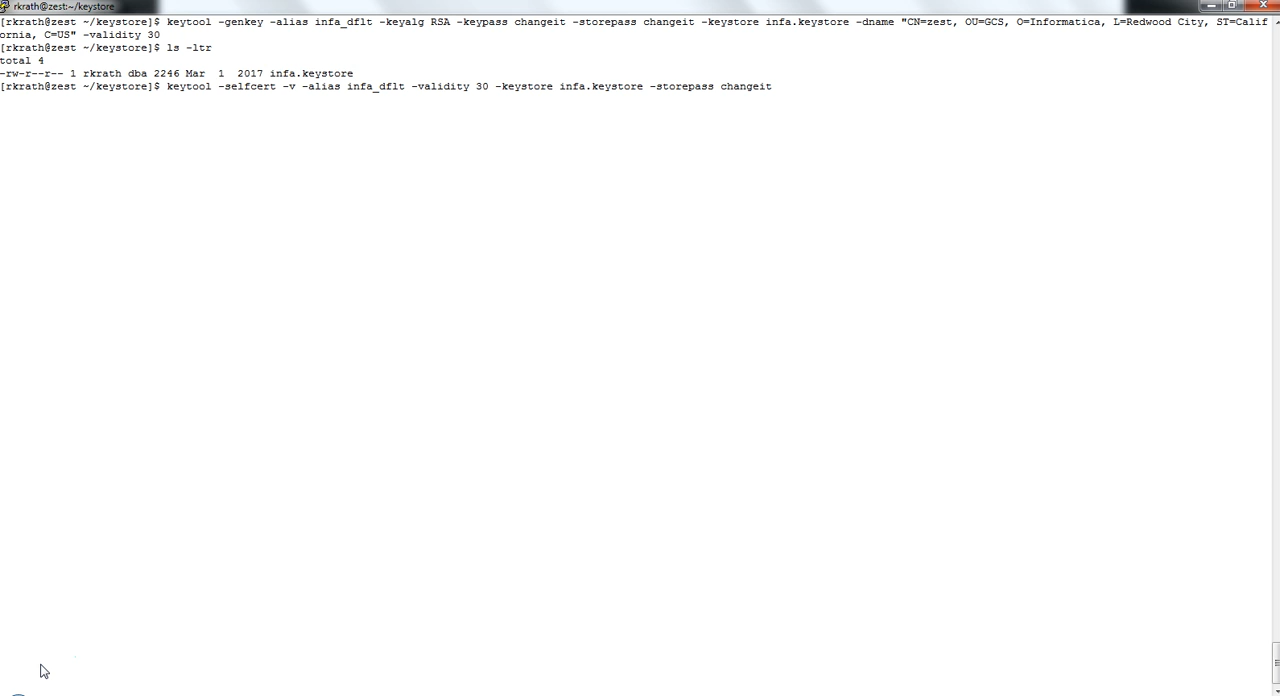 rkrath@zest:~/keystore
[rkrath@zest ~/keystore]$ keytool -genkey -alias infa_dflt -keyalg RSA -keypass changeit -storepass changeit -keystore infa.keystore -dname "CN=zest, OU=GCS, O=Informatica, L=Redwood City, ST=Calif
ornia, C=US" -validity 30
[rkrath@zest ~/keystore]$ ls -ltr
total 4
-rw-r--r-- 1 rkrath dba 2246 Mar  1  2017 infa.keystore
[rkrath@zest ~/keystore]$ keytool -selfcert -v -alias infa_dflt -validity 30 -keystore infa.keystore -storepass changeit